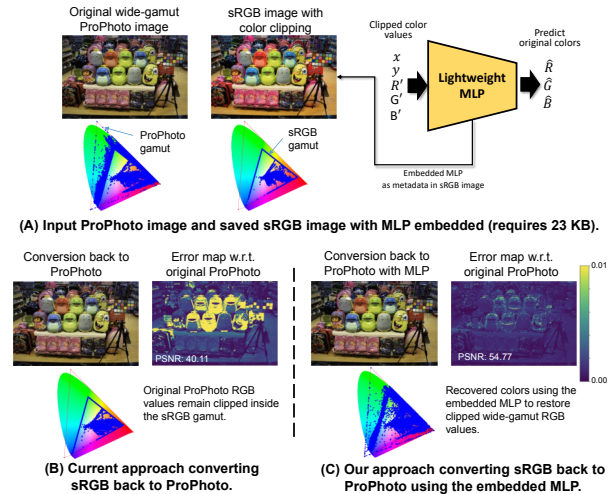 Original wide-gamut
ProPhoto image
sRGB image with
color clipping
ProPhoto
gamut
sRGB
gamut
Clipped color
values
x
y
R′
G′
B′
Lightweight
MLP
Predict
original colors
R̂
Ĝ
B̂
Embedded MLP
as metadata in sRGB image
(A) Input ProPhoto image and saved sRGB image with MLP embedded (requires 23 KB).
Conversion back to
ProPhoto
Error map w.r.t.
original ProPhoto
PSNR: 40.11
Original ProPhoto RGB
values remain clipped inside
the sRGB gamut.
(B) Current approach converting
sRGB back to ProPhoto.
Conversion back to
ProPhoto with MLP
Error map w.r.t.
original ProPhoto
PSNR: 54.77
0.01
0.00
Recovered colors using the
embedded MLP to restore
clipped wide-gamut RGB
values.
(C) Our approach converting sRGB back to
ProPhoto using the embedded MLP.